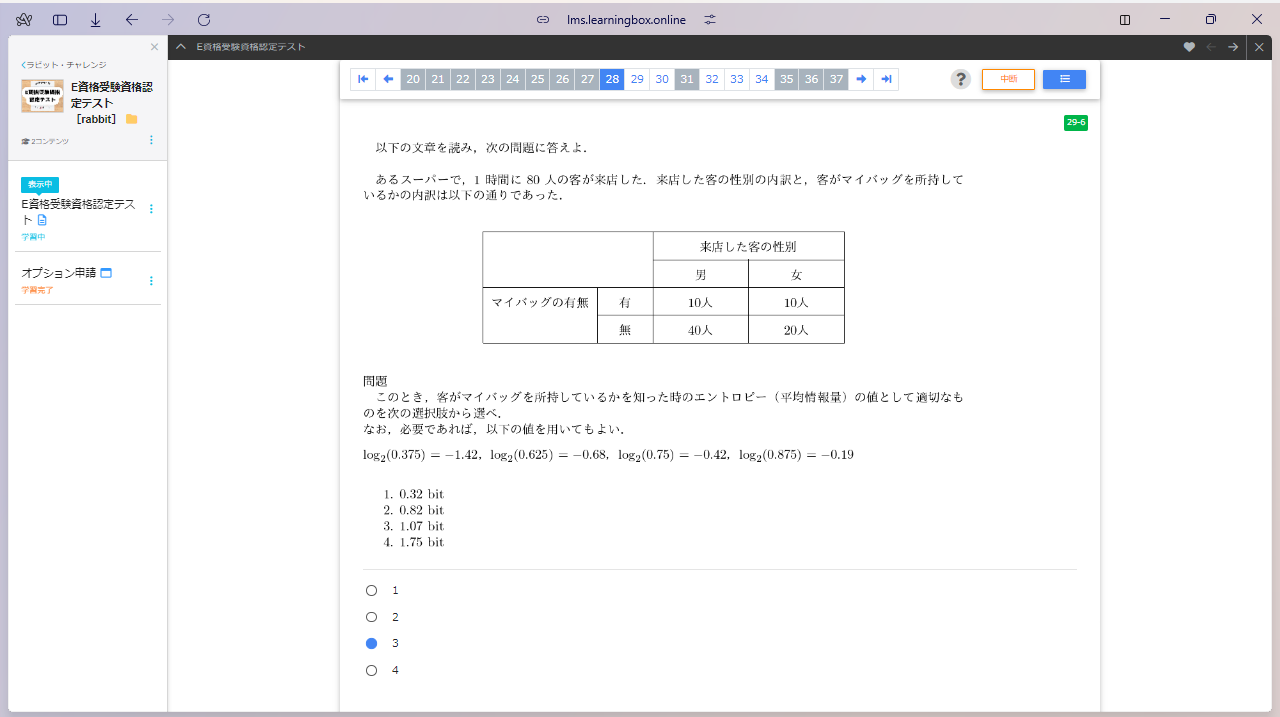 lms.learningbox.online
E資格受験資格認定テスト
ラビット・チャレンジ
E資格受験資格認定テスト［rabbit］
2コンテンツ
表示中
E資格受験資格認定テスト
学習中
オプション申請
学習完了
20 21 22 23 24 25 26 27 28 29 30 31 32 33 34 35 36 37
?
中断
29-6
以下の文章を読み，次の問題に答えよ．
あるスーパーで，1 時間に 80 人の客が来店した．来店した客の性別の内訳と，客がマイバッグを所持して
いるかの内訳は以下の通りであった．
来店した客の性別
男 女
マイバッグの有無 有 10人 10人
無 40人 20人
問題
このとき，客がマイバッグを所持しているかを知った時のエントロピー（平均情報量）の値として適切なも
のを次の選択肢から選べ．
なお，必要であれば，以下の値を用いてもよい．
log₂(0.375) = −1.42，log₂(0.625) = −0.68，log₂(0.75) = −0.42，log₂(0.875) = −0.19
1. 0.32 bit
2. 0.82 bit
3. 1.07 bit
4. 1.75 bit
1
2
3
4